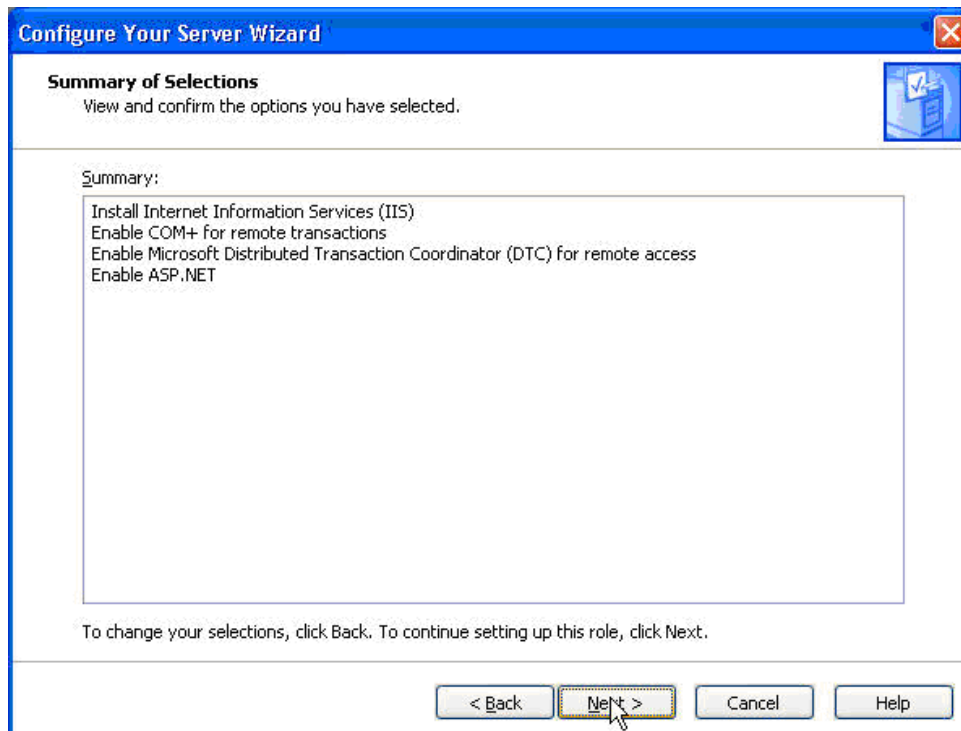 Configure Your Server Wizard
Summary of Selections
View and confirm the options you have selected.
Summary:
Install Internet Information Services (IIS)
Enable COM+ for remote transactions
Enable Microsoft Distributed Transaction Coordinator (DTC) for remote access
Enable ASP.NET
To change your selections, click Back. To continue setting up this role, click Next.
< Back Next > Cancel Help